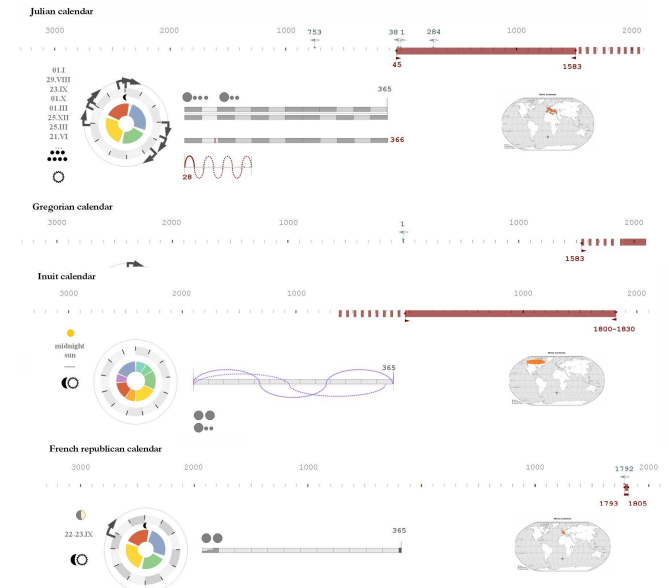 Julian calendar
3000 2000 1000 1000 2000
753 38 1 284
45 1583
01.I
29.VIII
23.IX
01.X
01.III
25.XII
25.III
21.VI
365
366
28
Gregorian calendar
3000 2000 1000 1000 2000
1
1583
Inuit calendar
3000 2000 1000 1000 2000
1800-1830
midnight
sun
365
French republican calendar
3000 2000 1000 1000 2000
1792
1793 1805
22-23.IX
365